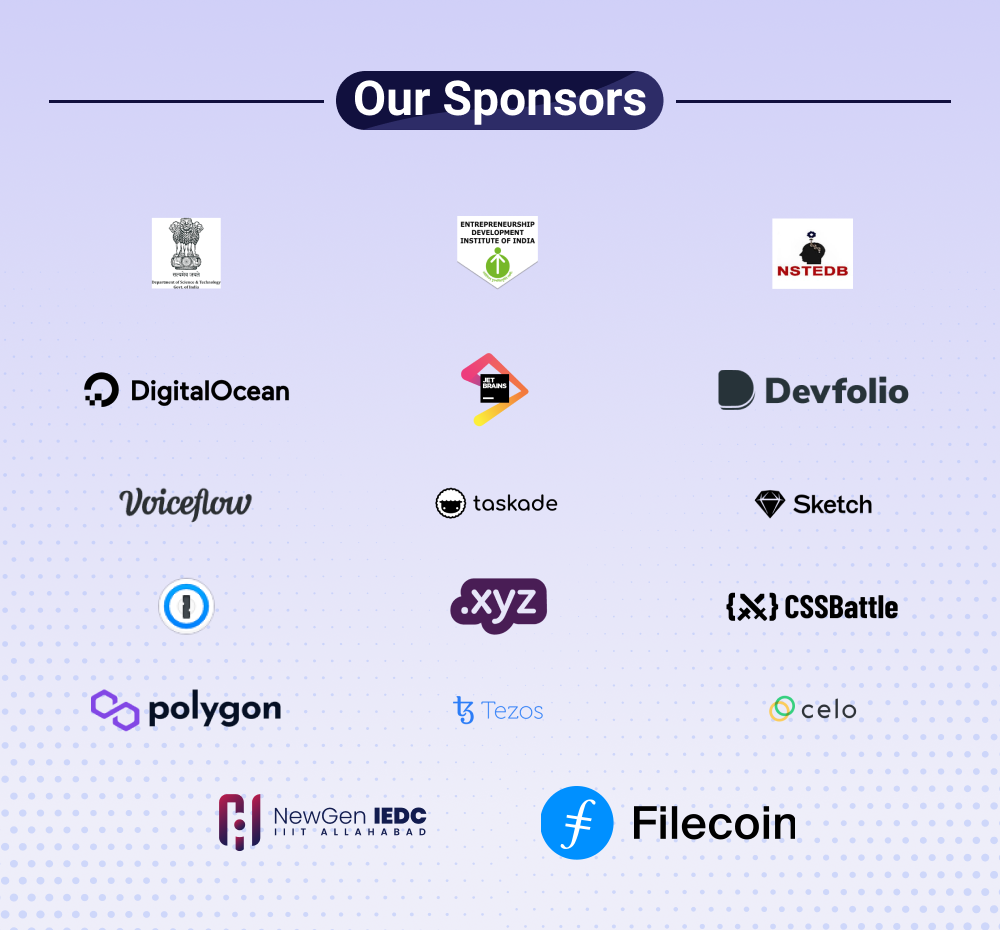 Our Sponsors
सत्यमेव जयते
Department of Science & Technology
Govt. of India
ENTREPRENEURSHIP
DEVELOPMENT
INSTITUTE OF INDIA
NSTEDB
DigitalOcean
JET
BRAINS
Devfolio
Voiceflow
taskade
Sketch
.xyz
{X} CSSBattle
polygon
Tezos
celo
NewGen IEDC
IIIT ALLAHABAD
Filecoin